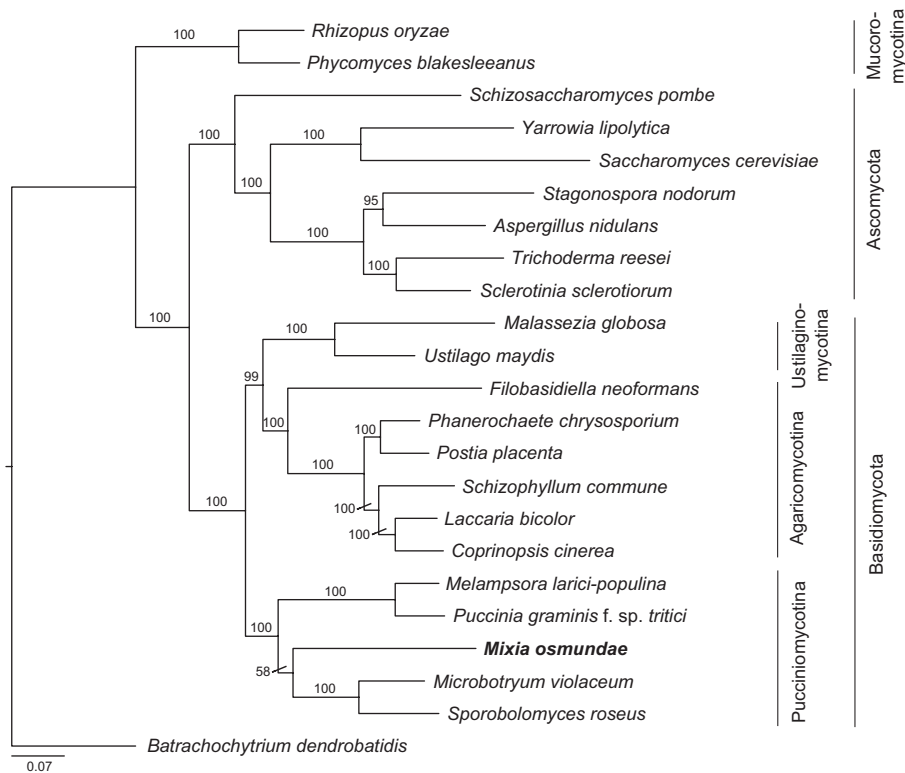 100
Rhizopus oryzae
Phycomyces blakesleeanus
Mucoro-
mycotina
Schizosaccharomyces pombe
100
100
Yarrowia lipolytica
Saccharomyces cerevisiae
100
95
Stagonospora nodorum
Aspergillus nidulans
100
100
Trichoderma reesei
Sclerotinia sclerotiorum
Ascomycota
100
100
Malassezia globosa
Ustilago maydis
Ustilagino-
mycotina
99
Filobasidiella neoformans
100
100
Phanerochaete chrysosporium
Postia placenta
100
100
Schizophyllum commune
100
Laccaria bicolor
Coprinopsis cinerea
Agaricomycotina
Basidiomycota
100
100
Melampsora larici-populina
Puccinia graminis f. sp. tritici
100
58
Mixia osmundae
100
Microbotryum violaceum
Sporobolomyces roseus
Pucciniomycotina
Batrachochytrium dendrobatidis
0.07